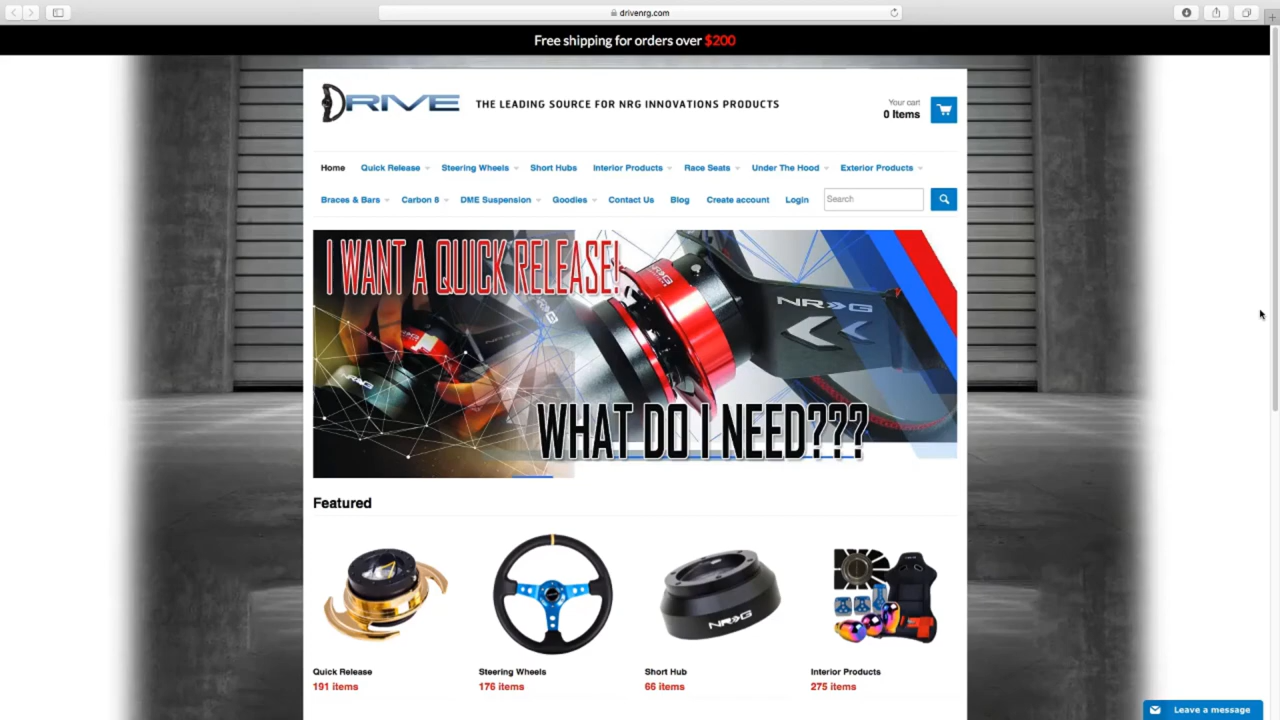 drivenrg.com
Free shipping for orders over $200
DRIVE THE LEADING SOURCE FOR NRG INNOVATIONS PRODUCTS
Your cart
0 Items
Home Quick Release Steering Wheels Short Hubs Interior Products Race Seats Under The Hood Exterior Products
Braces & Bars Carbon 8 DME Suspension Goodies Contact Us Blog Create account Login Search
I WANT A QUICK RELEASE!
NRG
NRG
NRG
WHAT DO I NEED???
Featured
NRG
Quick Release Steering Wheels Short Hub Interior Products
191 items 176 items 66 items 275 items
Leave a message